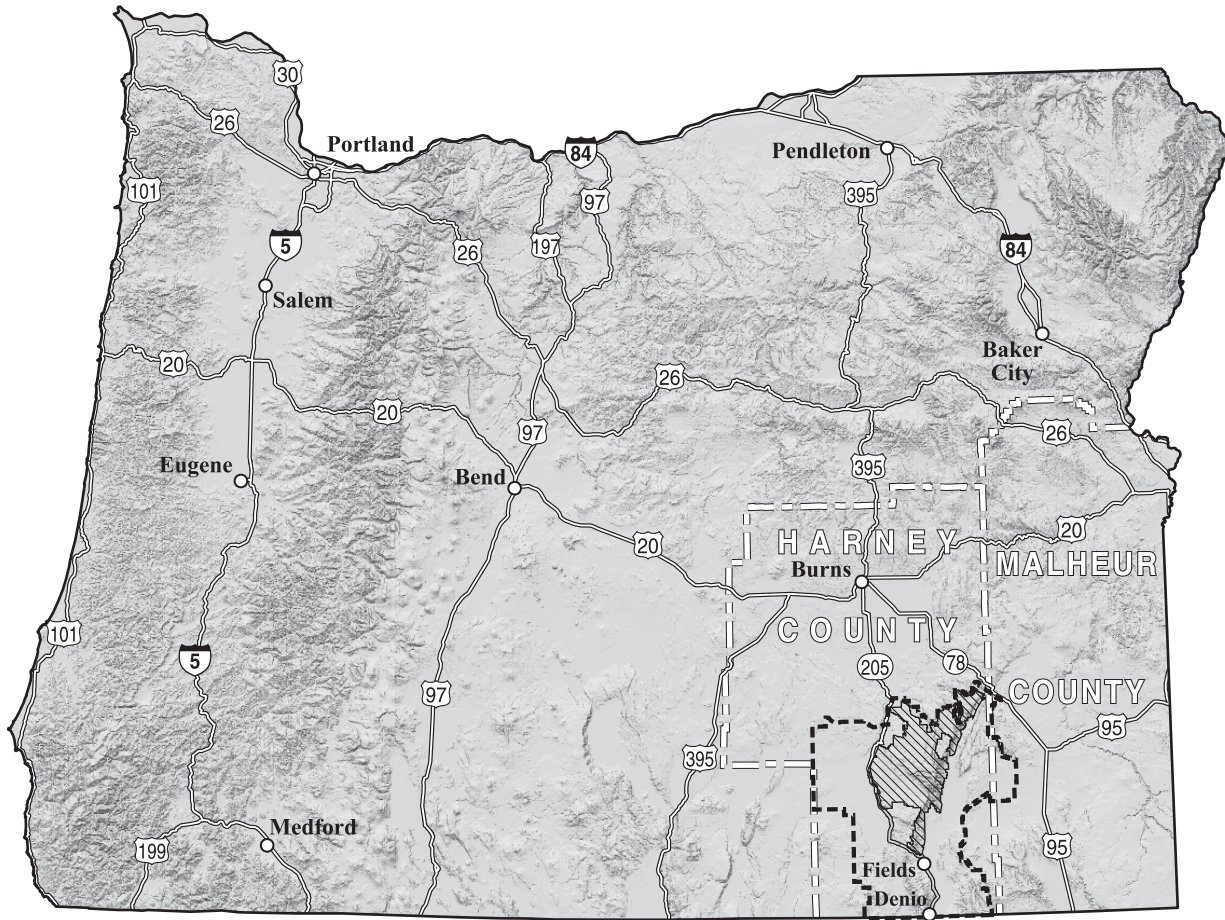 30
26
Portland
84
Pendleton
101
97
395
5
26
197
84
Salem
Baker
City
20
26
20
97
26
Eugene
Bend
395
20
20
HARNEY
MALHEUR
Burns
101
COUNTY
5
205
78
97
COUNTY
95
395
Medford
199
95
Fields
Denio